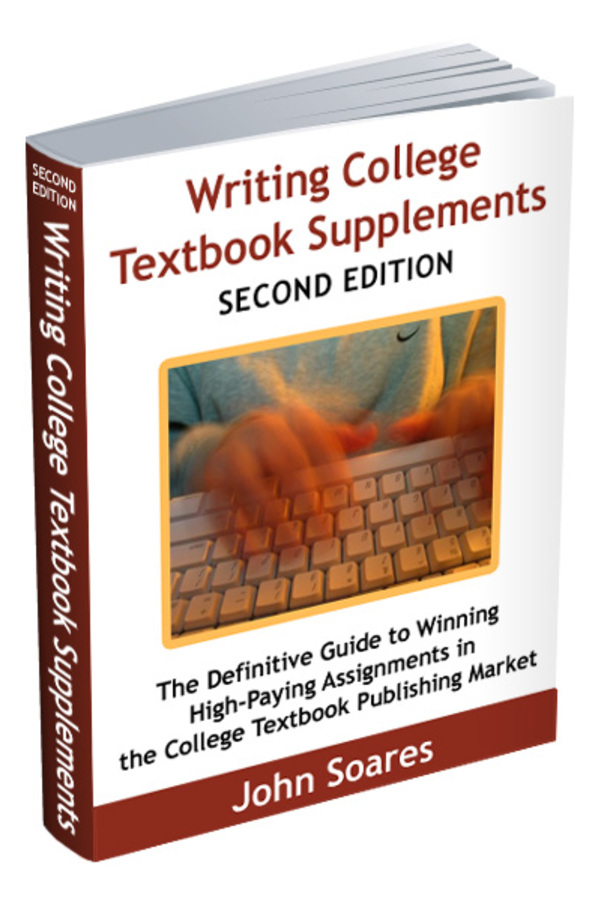 SECOND
EDITION
Writing College Textbook Supplements
Writing College
Textbook Supplements
SECOND EDITION
The Definitive Guide to Winning
High-Paying Assignments in
the College Textbook Publishing Market
John Soares